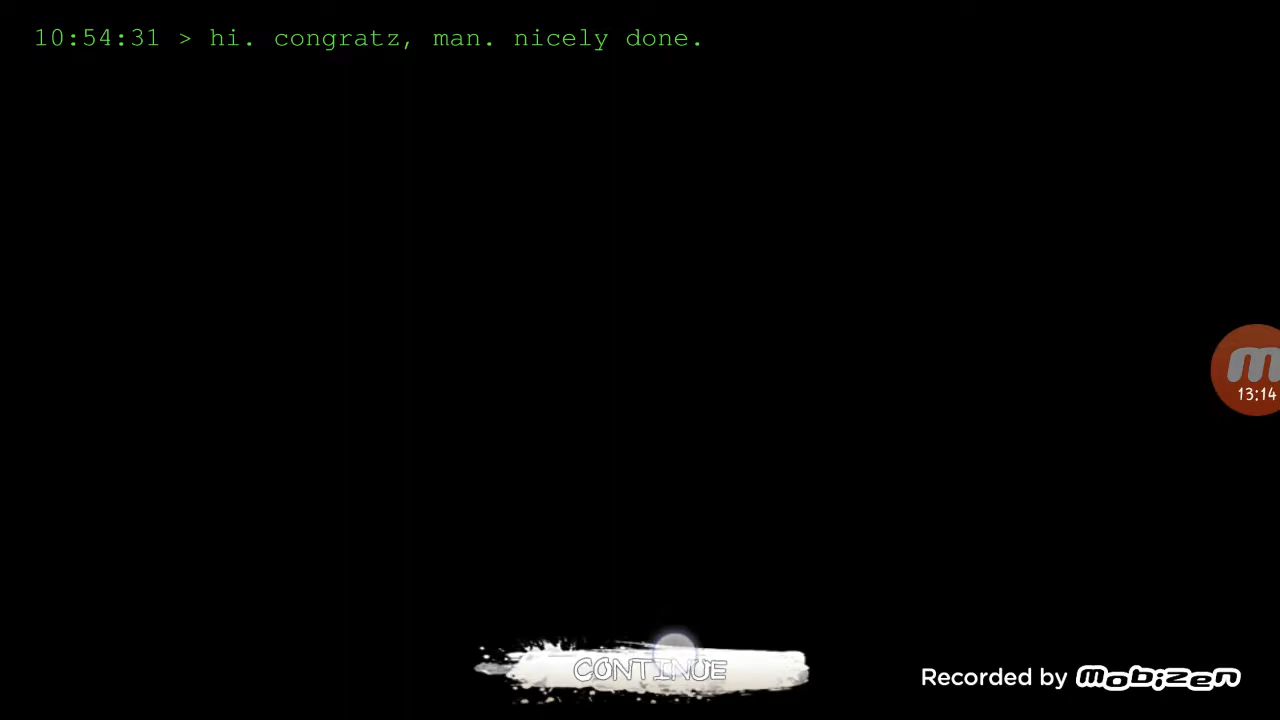 10:54:31 > hi. congratz, man. nicely done.
m
13:14
CONTINUE
Recorded by mobizen